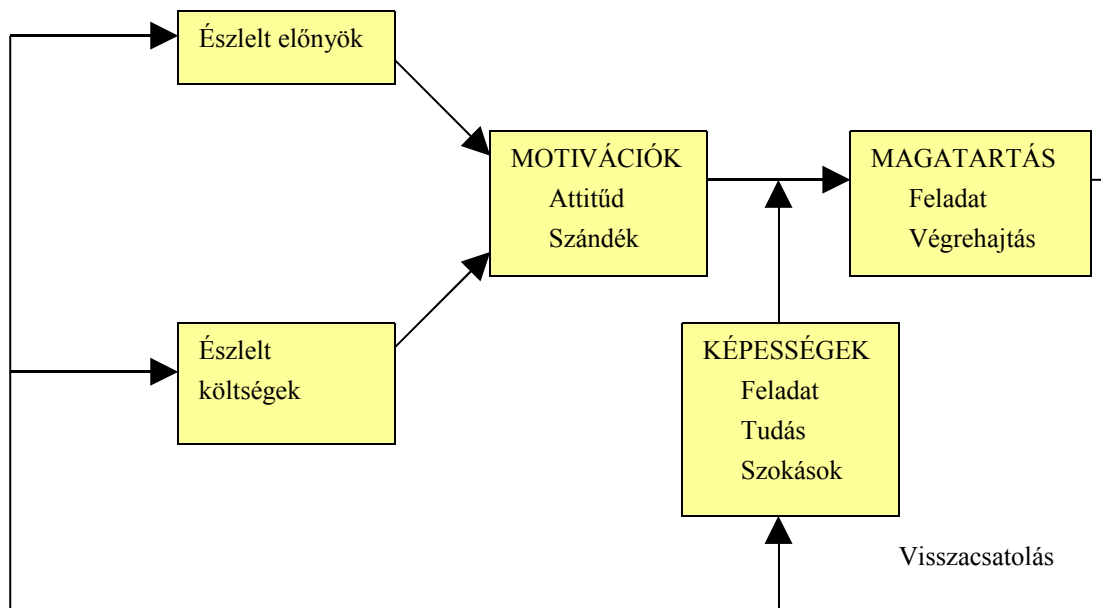 Észlelt előnyök
MOTIVÁCIÓK
Attitűd
Szándék
MAGATARTÁS
Feladat
Végrehajtás
Észlelt
költségek
KÉPESSÉGEK
Feladat
Tudás
Szokások
Visszacsatolás